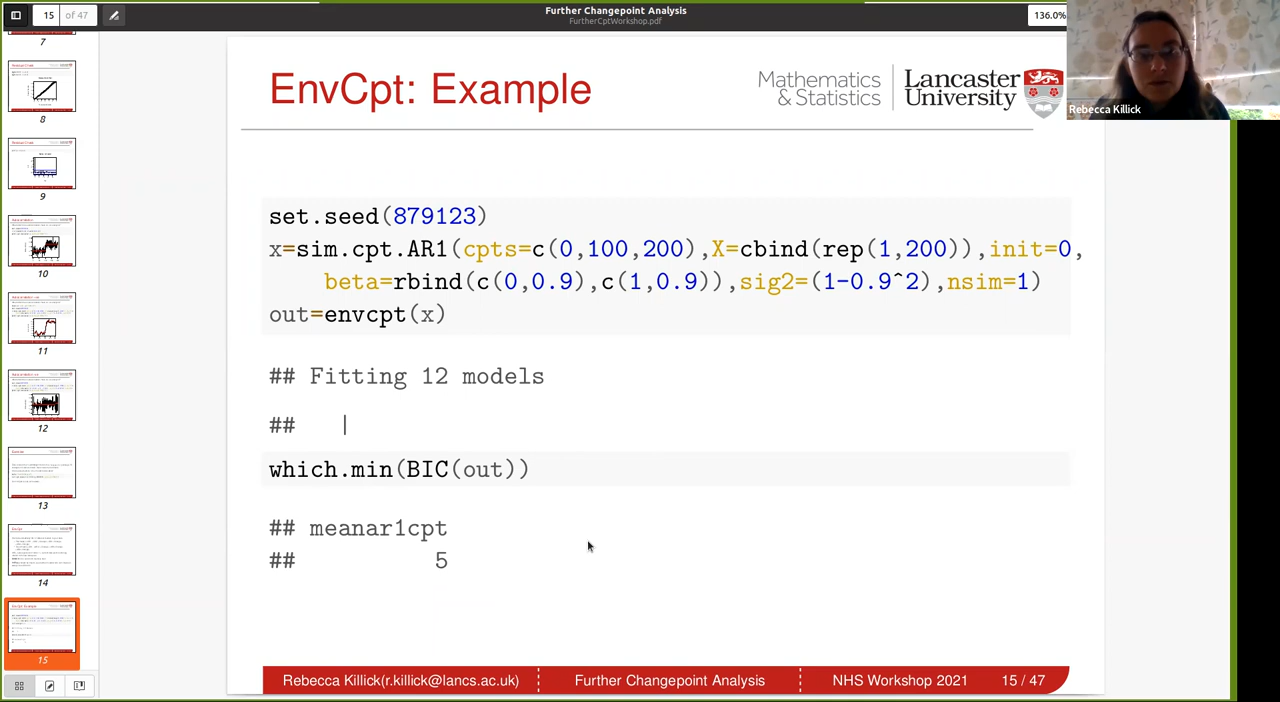 15 of 47
Further Changepoint Analysis
FurtherCptWorkshop.pdf
136.0%
Rebecca Killick
7
8
9
10
11
12
13
14
15
EnvCpt: Example
Mathematics
& Statistics
Lancaster
University
set.seed(879123)
x=sim.cpt.AR1(cpts=c(0,100,200),X=cbind(rep(1,200)),init=0,
beta=rbind(c(0,0.9),c(1,0.9)),sig2=(1-0.9^2),nsim=1)
out=envcpt(x)
## Fitting 12 models
## |
which.min(BIC(out))
## meanar1cpt
## 5
Rebecca Killick(r.killick@lancs.ac.uk) Further Changepoint Analysis NHS Workshop 2021 15 / 47